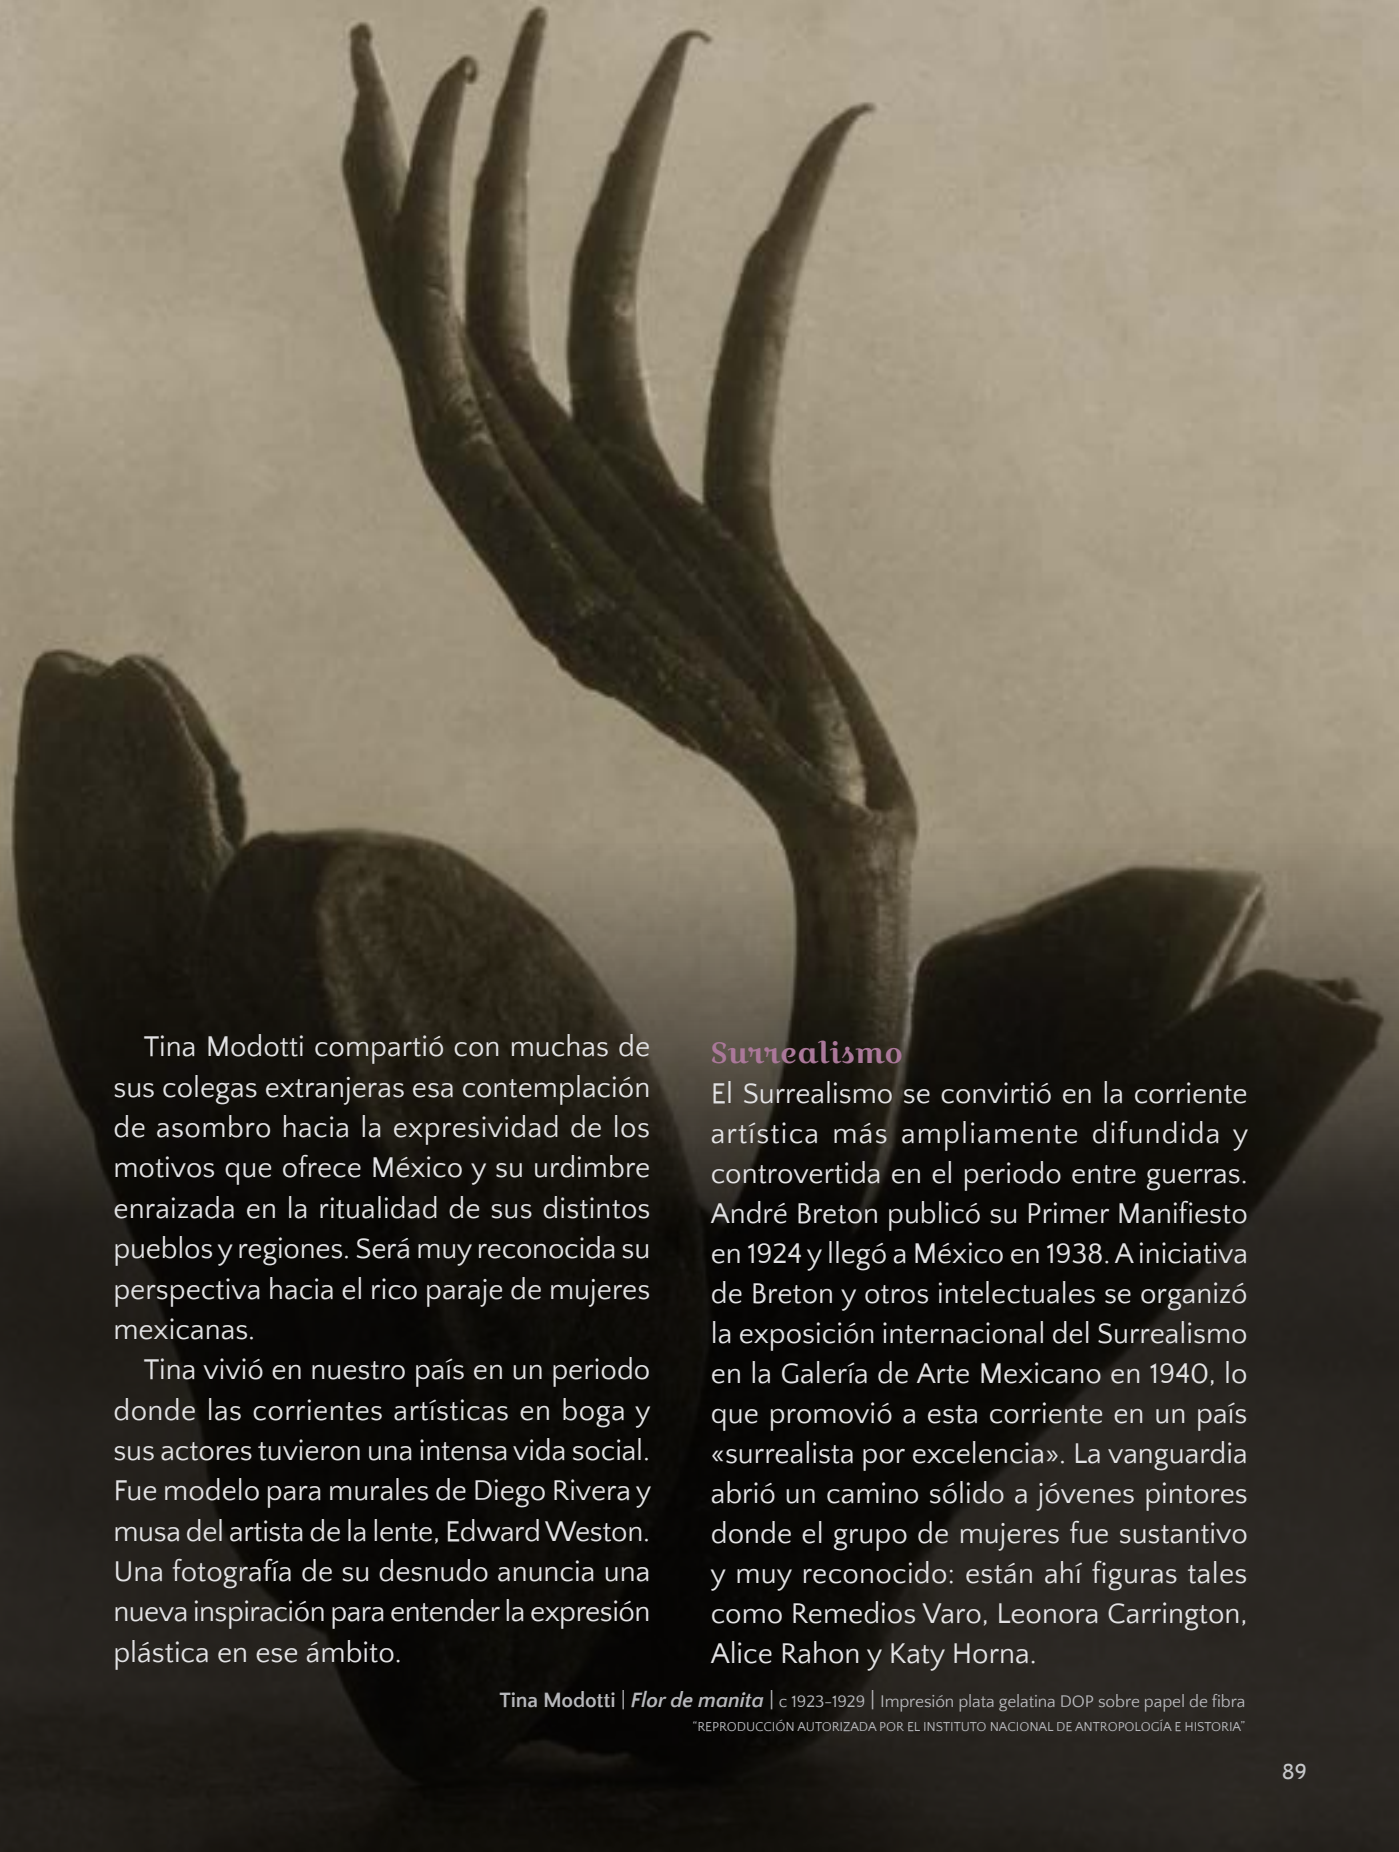 Tina Modotti compartió con muchas de
sus colegas extranjeras esa contemplación
de asombro hacia la expresividad de los
motivos que ofrece México y su urdimbre
enraizada en la ritualidad de sus distintos
pueblos y regiones. Será muy reconocida su
perspectiva hacia el rico paraje de mujeres
mexicanas.
Tina vivió en nuestro país en un periodo
donde las corrientes artísticas en boga y
sus actores tuvieron una intensa vida social.
Fue modelo para murales de Diego Rivera y
musa del artista de la lente, Edward Weston.
Una fotografía de su desnudo anuncia una
nueva inspiración para entender la expresión
plástica en ese ámbito.
Surrealismo
El Surrealismo se convirtió en la corriente
artística más ampliamente difundida y
controvertida en el periodo entre guerras.
André Breton publicó su Primer Manifiesto
en 1924 y llegó a México en 1938. A iniciativa
de Breton y otros intelectuales se organizó
la exposición internacional del Surrealismo
en la Galería de Arte Mexicano en 1940, lo
que promovió a esta corriente en un país
«surrealista por excelencia». La vanguardia
abrió un camino sólido a jóvenes pintores
donde el grupo de mujeres fue sustantivo
y muy reconocido: están ahí figuras tales
como Remedios Varo, Leonora Carrington,
Alice Rahon y Katy Horna.
Tina Modotti | Flor de manita | c 1923-1929 | Impresión plata gelatina DOP sobre papel de fibra
"REPRODUCCIÓN AUTORIZADA POR EL INSTITUTO NACIONAL DE ANTROPOLOGÍA E HISTORIA"
89